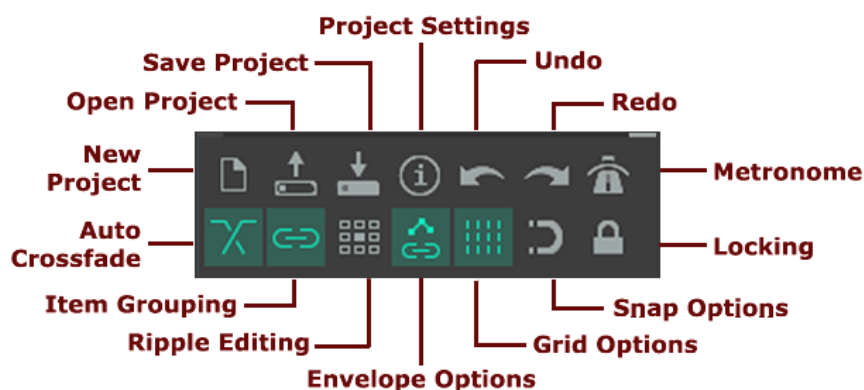 Project Settings
Save Project
Undo
Open Project
Redo
New
Project
Metronome
Auto
Crossfade
Locking
Item Grouping
Snap Options
Ripple Editing
Grid Options
Envelope Options